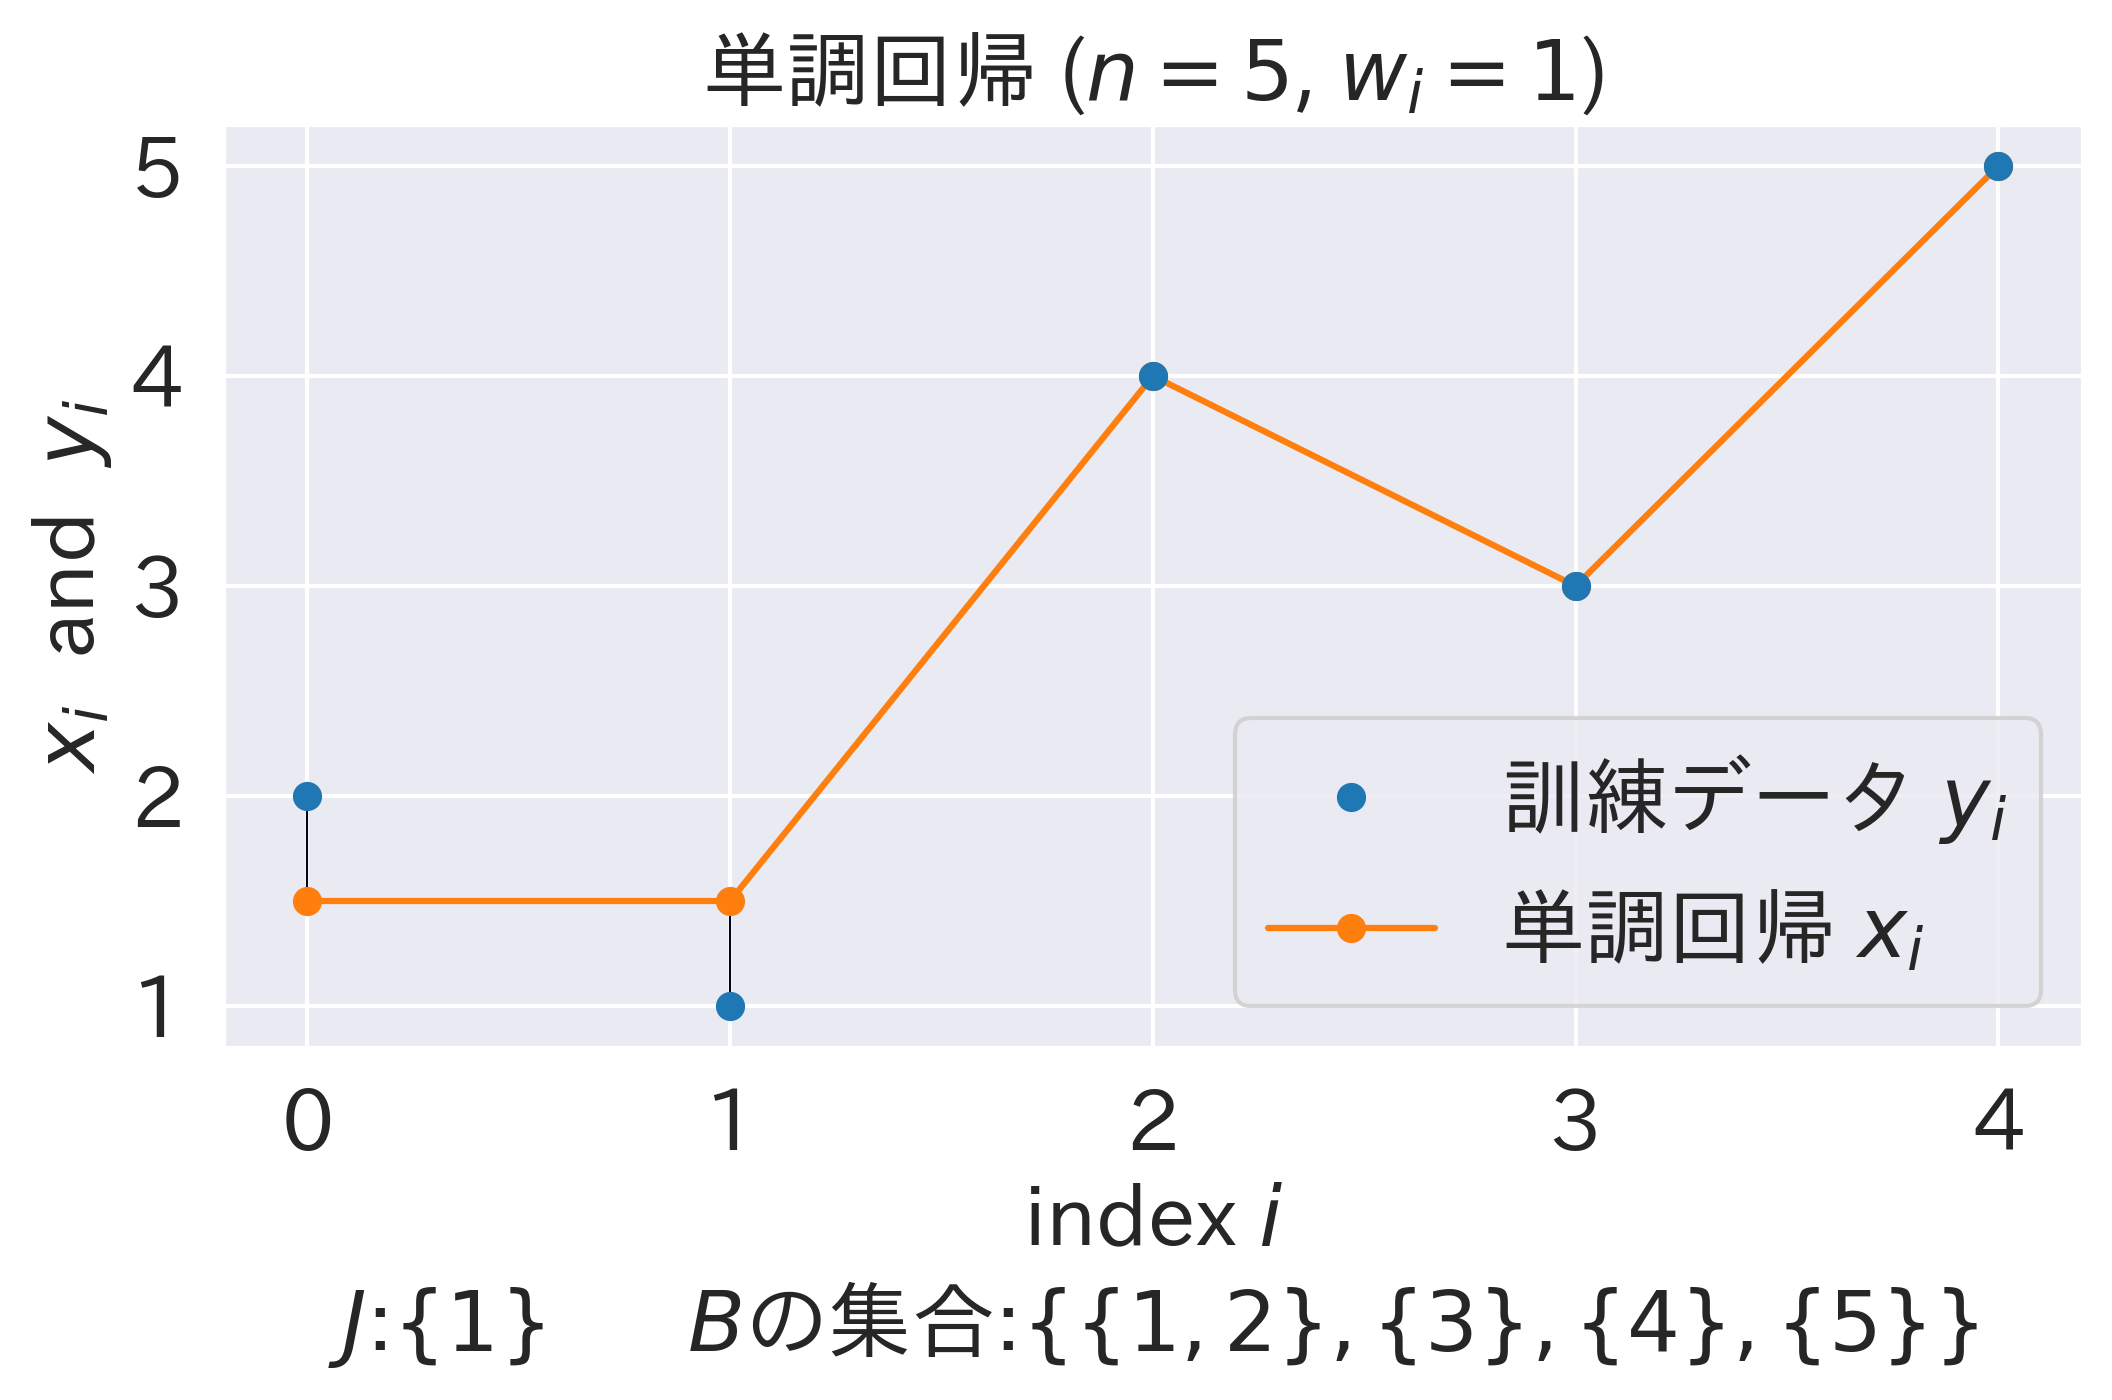 単調回帰 (n = 5, w_i = 1)
x_i and y_i
5
4
3
2
1
訓練データ y_i
単調回帰 x_i
0 1 2 3 4
index i
J:{1} Bの集合:{{1, 2}, {3}, {4}, {5}}